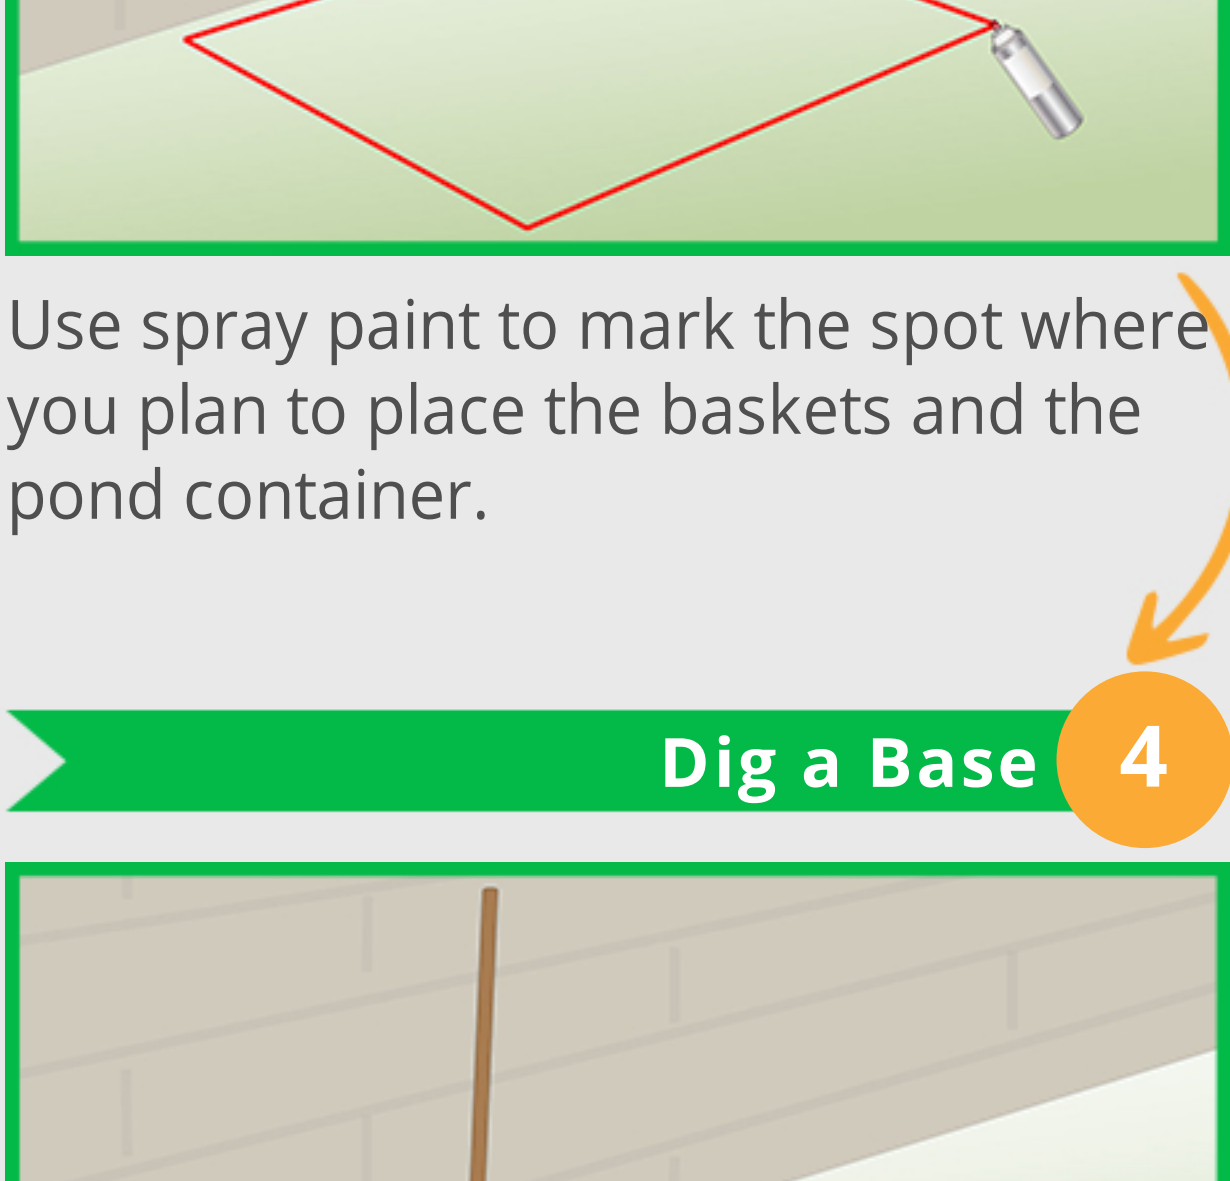 Use spray paint to mark the spot where
you plan to place the baskets and the
pond container.
Dig a Base
4